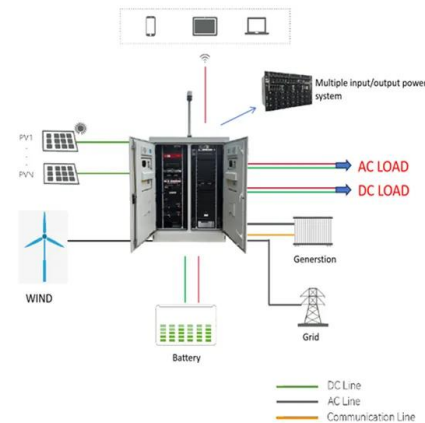 Multiple input/output power
system
PV1
PVN
AC LOAD
DC LOAD
WIND
Generstion
Grid
Battery
DC Line
AC Line
Communication Line